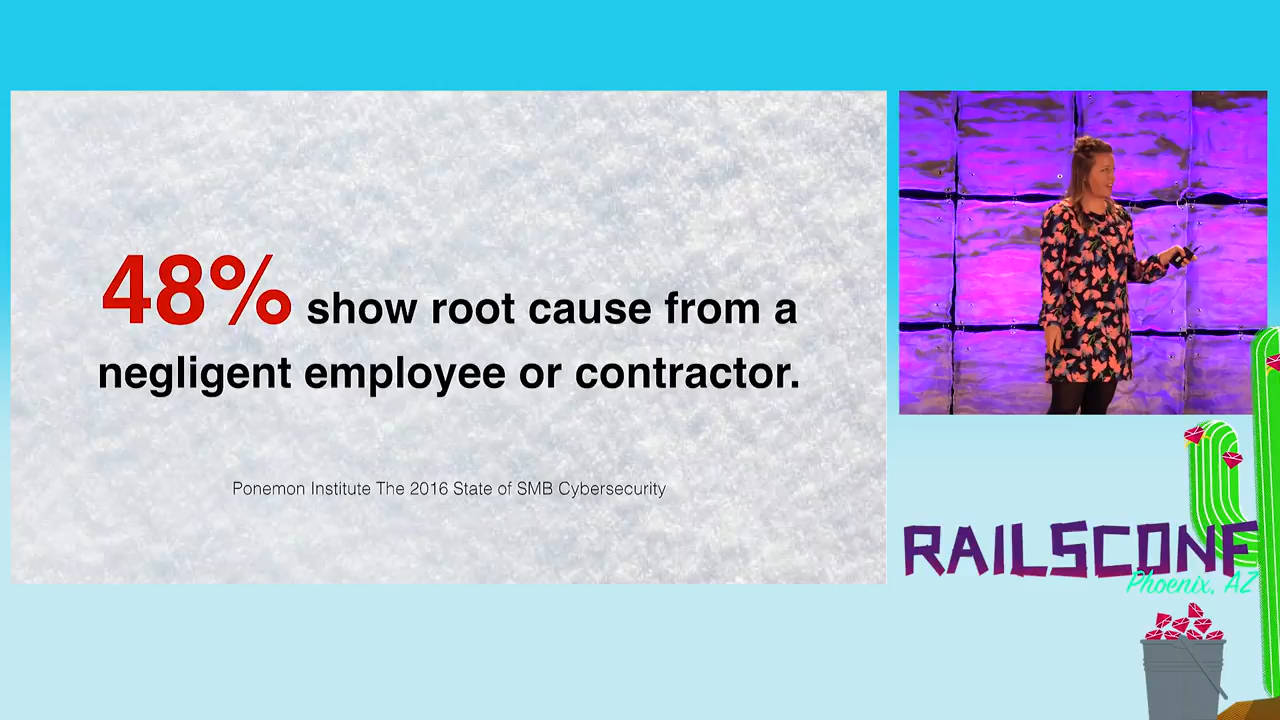 48% show root cause from a
negligent employee or contractor.
Ponemon Institute The 2016 State of SMB Cybersecurity
RAILSCONF
Phoenix, AZ